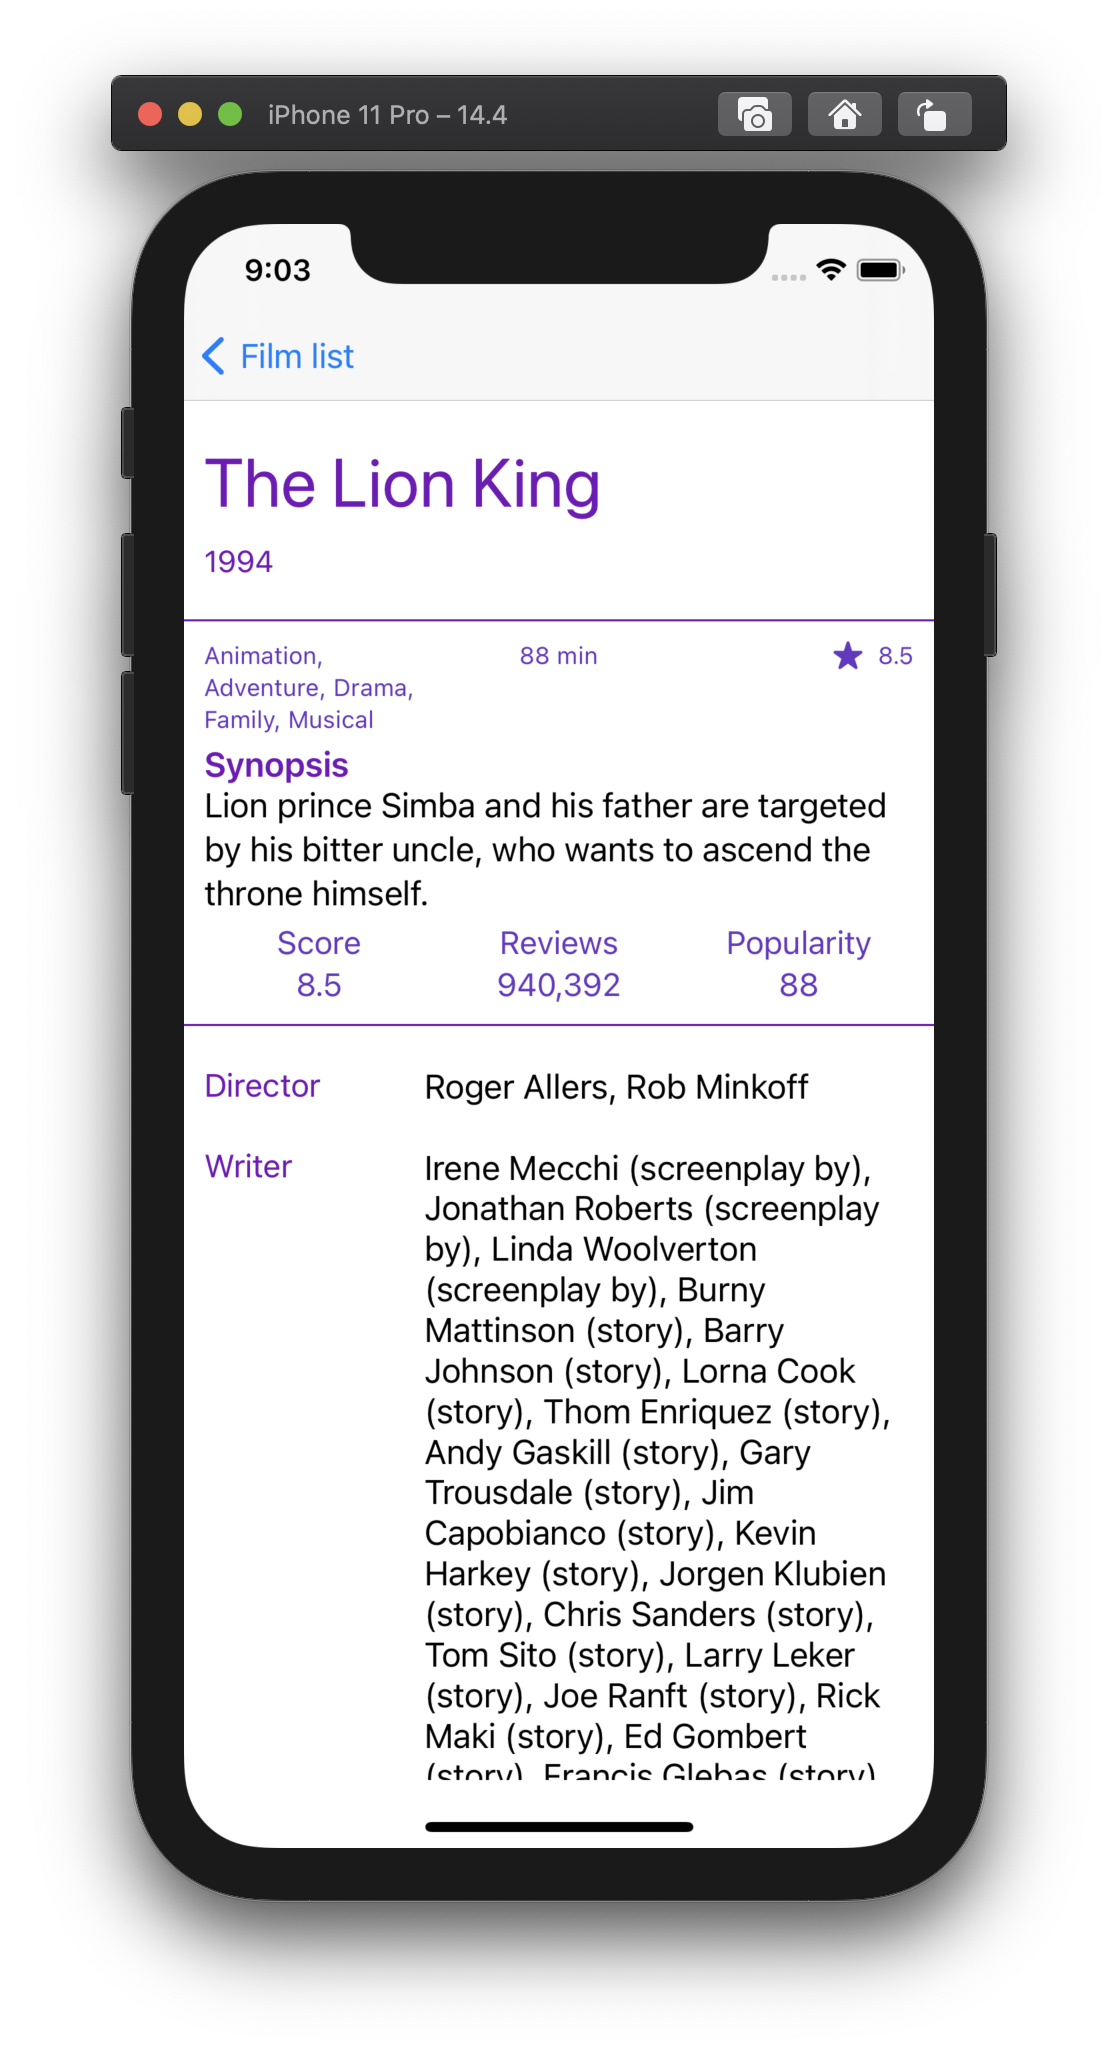 iPhone 11 Pro – 14.4
9:03
Film list
The Lion King
1994
Animation,
Adventure, Drama,
Family, Musical
88 min
8.5
Synopsis
Lion prince Simba and his father are targeted
by his bitter uncle, who wants to ascend the
throne himself.
Score
8.5
Reviews
940,392
Popularity
88
Director
Roger Allers, Rob Minkoff
Writer
Irene Mecchi (screenplay by),
Jonathan Roberts (screenplay
by), Linda Woolverton
(screenplay by), Burny
Mattinson (story), Barry
Johnson (story), Lorna Cook
(story), Thom Enriquez (story),
Andy Gaskill (story), Gary
Trousdale (story), Jim
Capobianco (story), Kevin
Harkey (story), Jorgen Klubien
(story), Chris Sanders (story),
Tom Sito (story), Larry Leker
(story), Joe Ranft (story), Rick
Maki (story), Ed Gombert
(story), Francis Glebas (story)